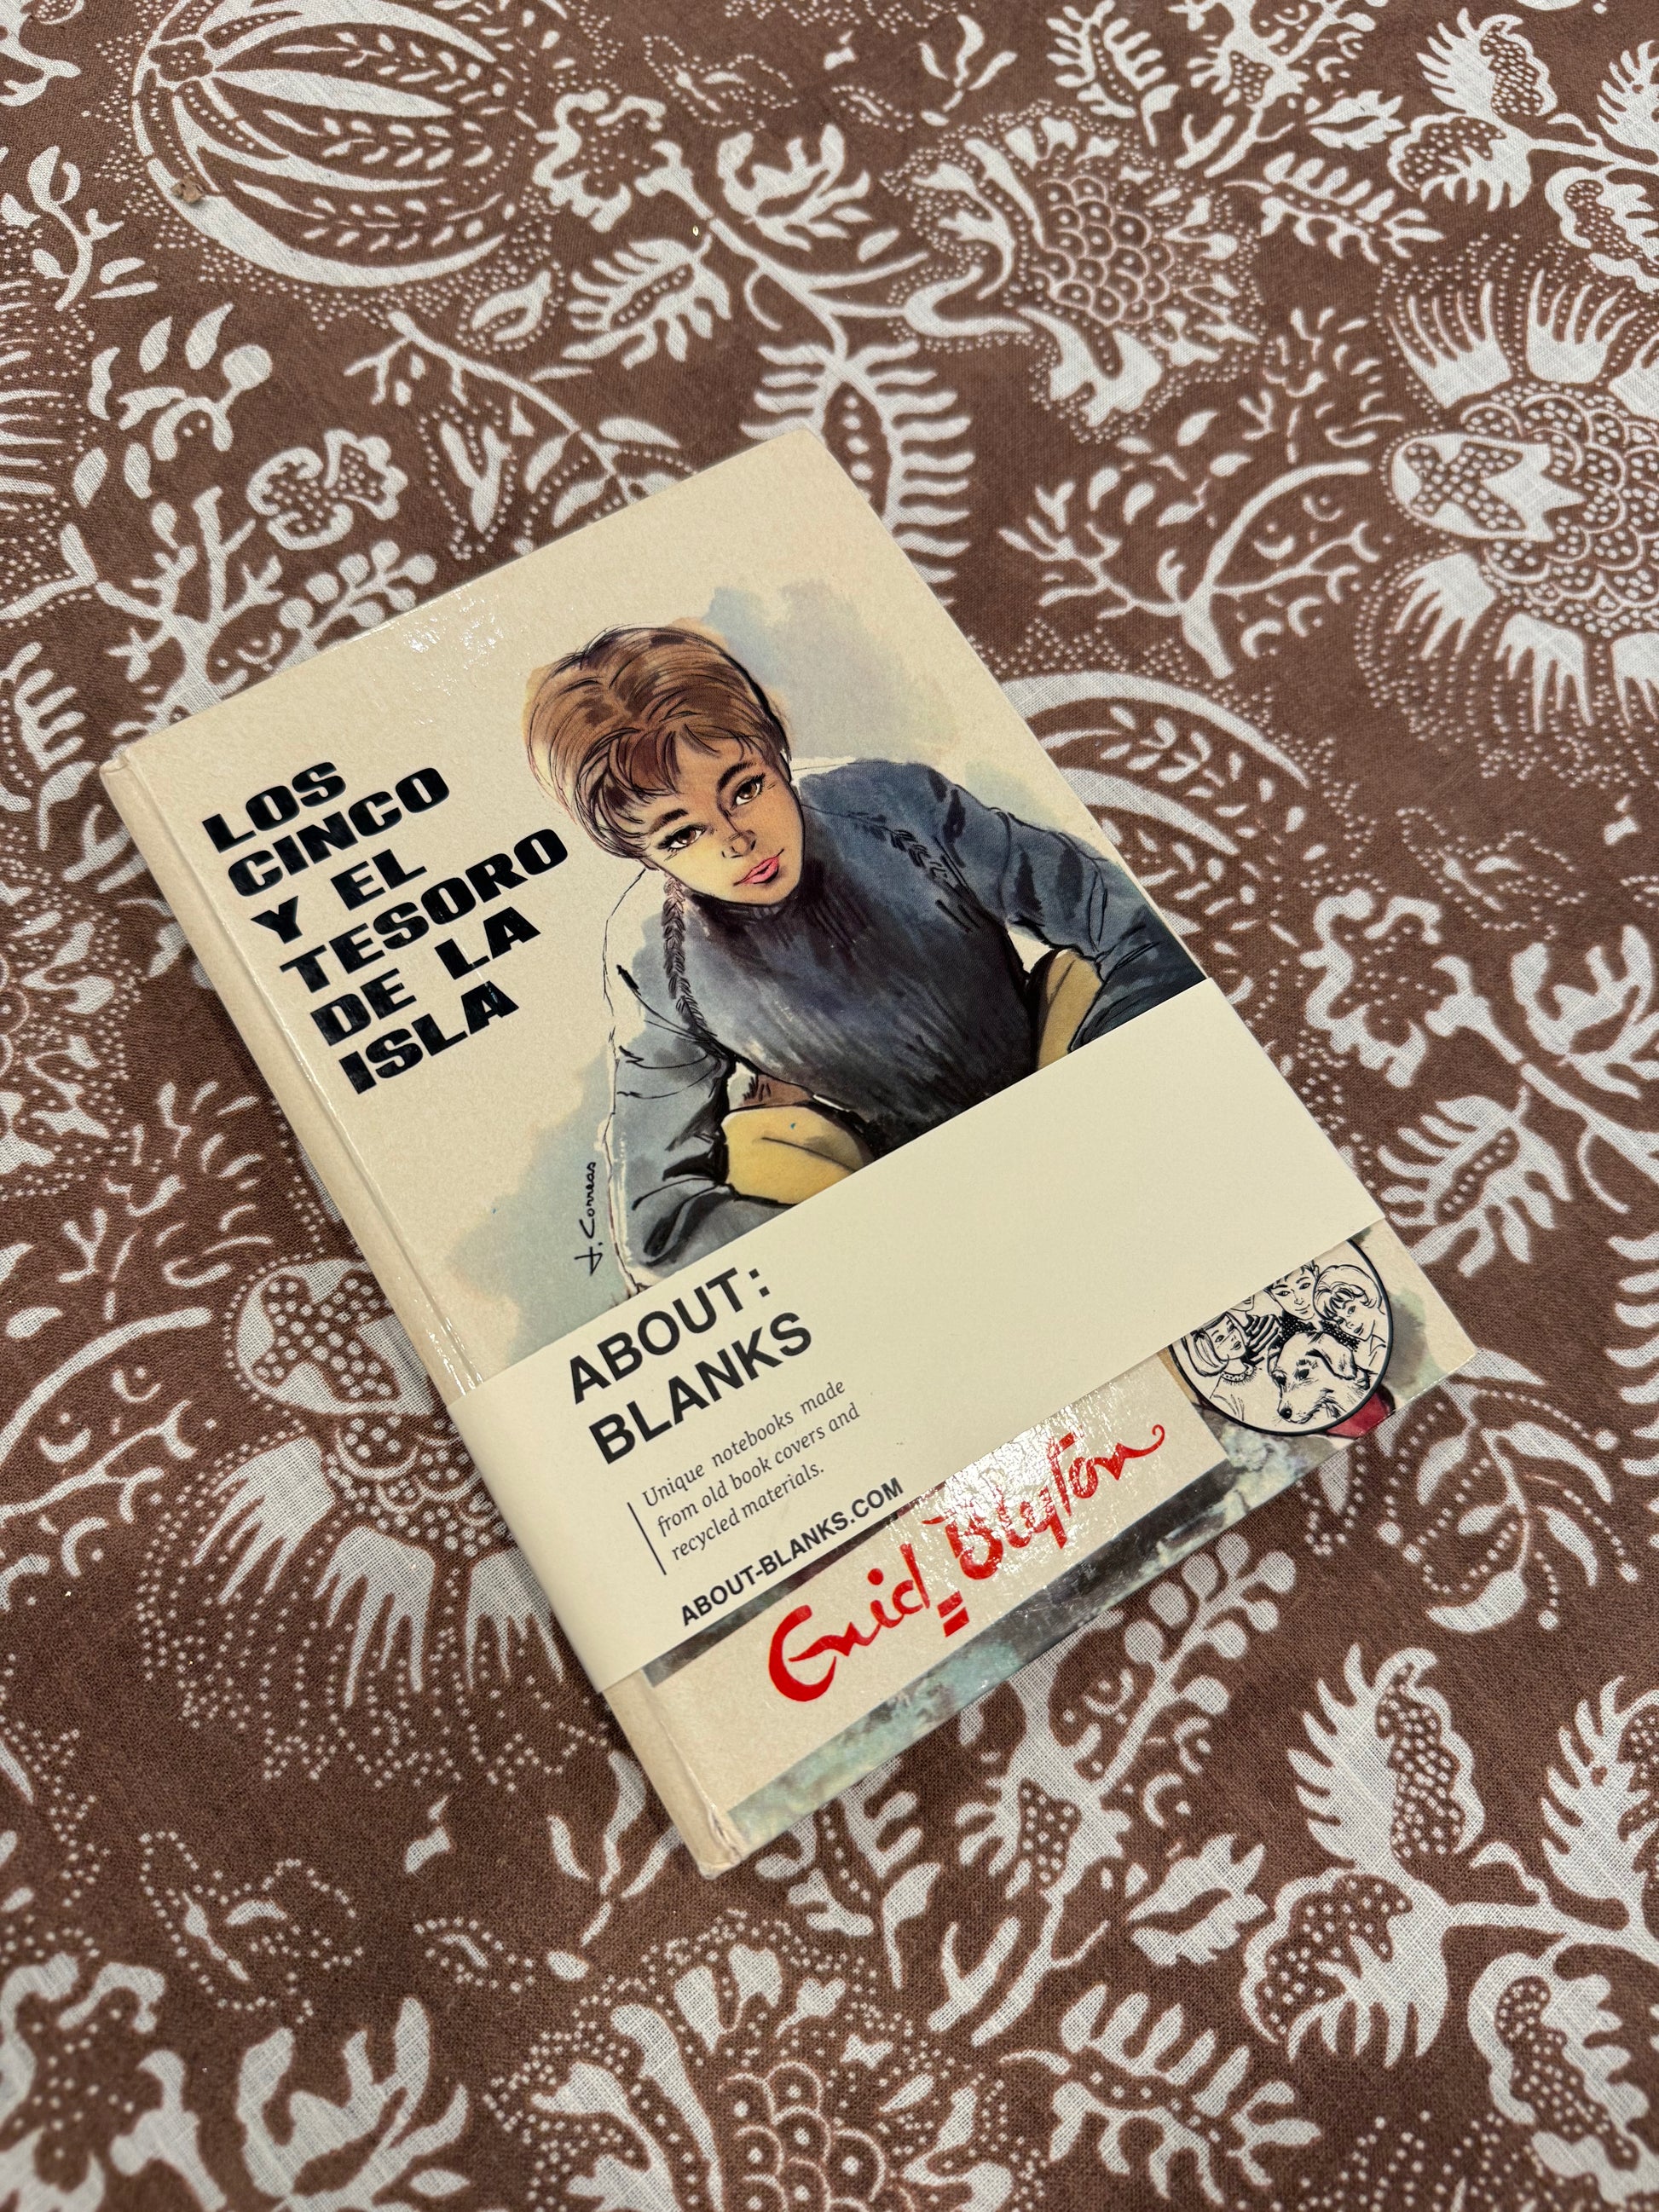 LOS
CINCO
Y EL
TESORO
DE LA
ISLA
J. Correas
ABOUT:
BLANKS
Unique notebooks made
from old book covers and
recycled materials.
ABOUT-BLANKS.COM
Enid Blyton